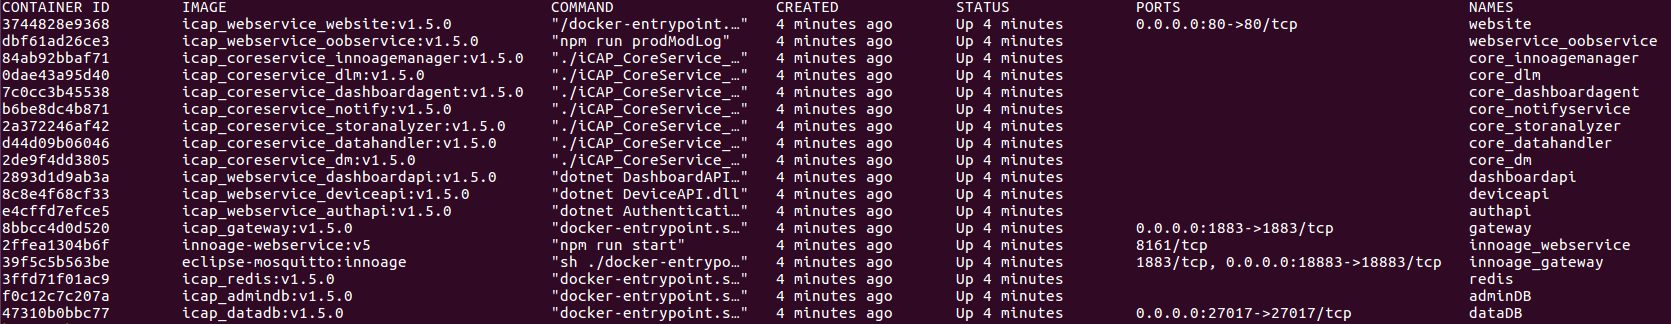 CONTAINER ID IMAGE COMMAND CREATED STATUS PORTS NAMES
3744828e9368 icap_webservice_website:v1.5.0 "/docker-entrypoint.…" 4 minutes ago Up 4 minutes 0.0.0.0:80->80/tcp website
dbf61ad26ce3 icap_webservice_oobservice:v1.5.0 "npm run prodModLog" 4 minutes ago Up 4 minutes webservice_oobservice
84ab92bbaf71 icap_coreservice_innoagemanager:v1.5.0 "./iCAP_CoreService_…" 4 minutes ago Up 4 minutes core_innoagemanager
0dae43a95d40 icap_coreservice_dlm:v1.5.0 "./iCAP_CoreService_…" 4 minutes ago Up 4 minutes core_dlm
7c0cc3b45538 icap_coreservice_dashboardagent:v1.5.0 "./iCAP_CoreService_…" 4 minutes ago Up 4 minutes core_dashboardagent
b6be8dc4b871 icap_coreservice_notify:v1.5.0 "./iCAP_CoreService_…" 4 minutes ago Up 4 minutes core_notifyservice
2a372246af42 icap_coreservice_storanalyzer:v1.5.0 "./iCAP_CoreService_…" 4 minutes ago Up 4 minutes core_storanalyzer
d44d09b06046 icap_coreservice_datahandler:v1.5.0 "./iCAP_CoreService_…" 4 minutes ago Up 4 minutes core_datahandler
2de9f4dd3805 icap_coreservice_dm:v1.5.0 "./iCAP_CoreService_…" 4 minutes ago Up 4 minutes core_dm
2893d1d9ab3a icap_webservice_dashboardapi:v1.5.0 "dotnet DashboardAPI…" 4 minutes ago Up 4 minutes dashboardapi
8c8e4f68cf33 icap_webservice_deviceapi:v1.5.0 "dotnet DeviceAPI.dll" 4 minutes ago Up 4 minutes deviceapi
e4cffd7efce5 icap_webservice_authapi:v1.5.0 "dotnet Authenticati…" 4 minutes ago Up 4 minutes authapi
8bbcc4d0d520 icap_gateway:v1.5.0 "docker-entrypoint.s…" 4 minutes ago Up 4 minutes 0.0.0.0:1883->1883/tcp gateway
2ffea1304b6f innoage-webservice:v5 "npm run start" 4 minutes ago Up 4 minutes 8161/tcp innoage_webservice
39f5c5b563be eclipse-mosquitto:innoage "sh ./docker-entrypo…" 4 minutes ago Up 4 minutes 1883/tcp, 0.0.0.0:18883->18883/tcp innoage_gateway
3ffd71f01ac9 icap_redis:v1.5.0 "docker-entrypoint.s…" 4 minutes ago Up 4 minutes redis
f0c12c7c207a icap_admindb:v1.5.0 "docker-entrypoint.s…" 4 minutes ago Up 4 minutes adminDB
47310b0bbc77 icap_datadb:v1.5.0 "docker-entrypoint.s…" 4 minutes ago Up 4 minutes 0.0.0.0:27017->27017/tcp dataDB